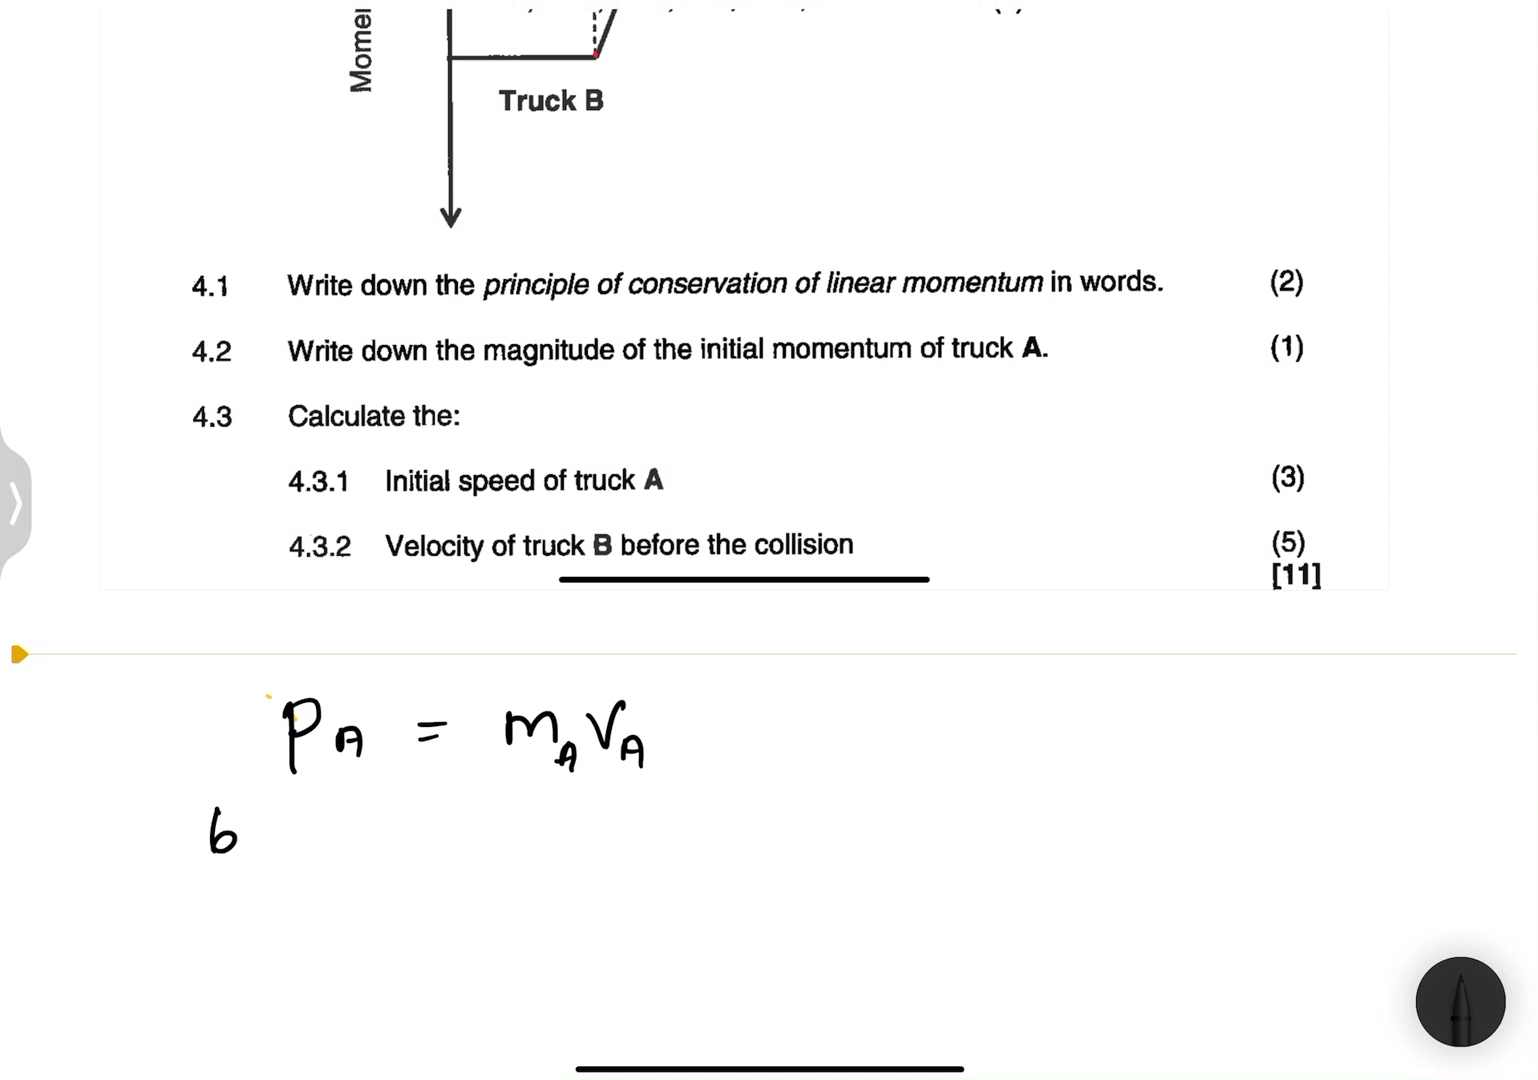 Momer
Truck B
4.1 Write down the principle of conservation of linear momentum in words. (2)
4.2 Write down the magnitude of the initial momentum of truck A. (1)
4.3 Calculate the:
4.3.1 Initial speed of truck A (3)
4.3.2 Velocity of truck B before the collision (5)
[11]
PA = mAVA
6